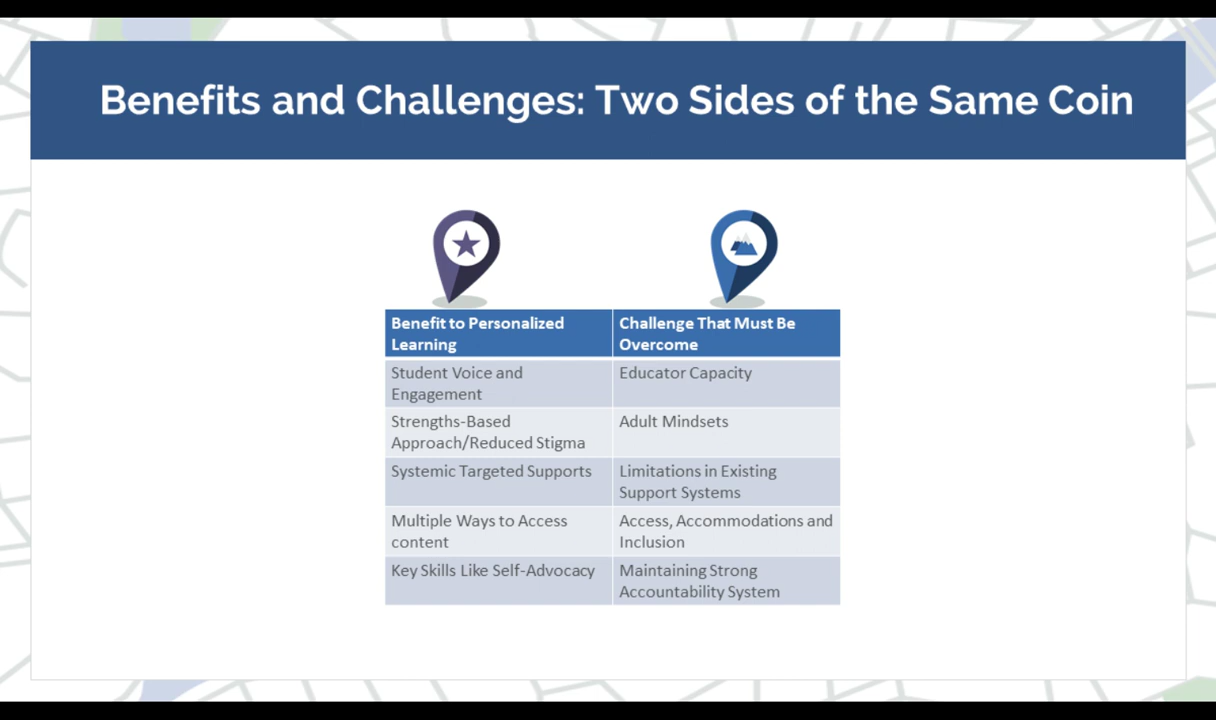 Benefits and Challenges: Two Sides of the Same Coin
Benefit to Personalized
Learning
Challenge That Must Be
Overcome
Student Voice and
Engagement
Educator Capacity
Strengths-Based
Approach/Reduced Stigma
Adult Mindsets
Systemic Targeted Supports
Limitations in Existing
Support Systems
Multiple Ways to Access
content
Access, Accommodations and
Inclusion
Key Skills Like Self-Advocacy
Maintaining Strong
Accountability System